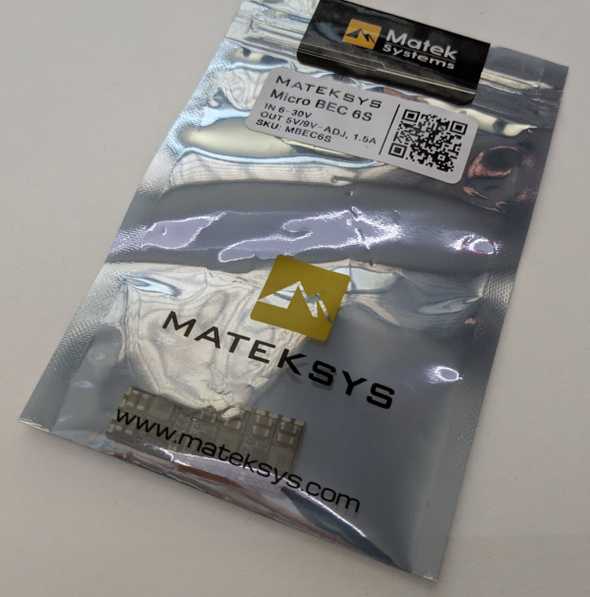 Matek
Systems
MATEKSYS
Micro BEC 6S
IN 6-30V
OUT 5V/9V-ADJ, 1.5A
SKU: MBEC6S
MATEKSYS
www.mateksys.com